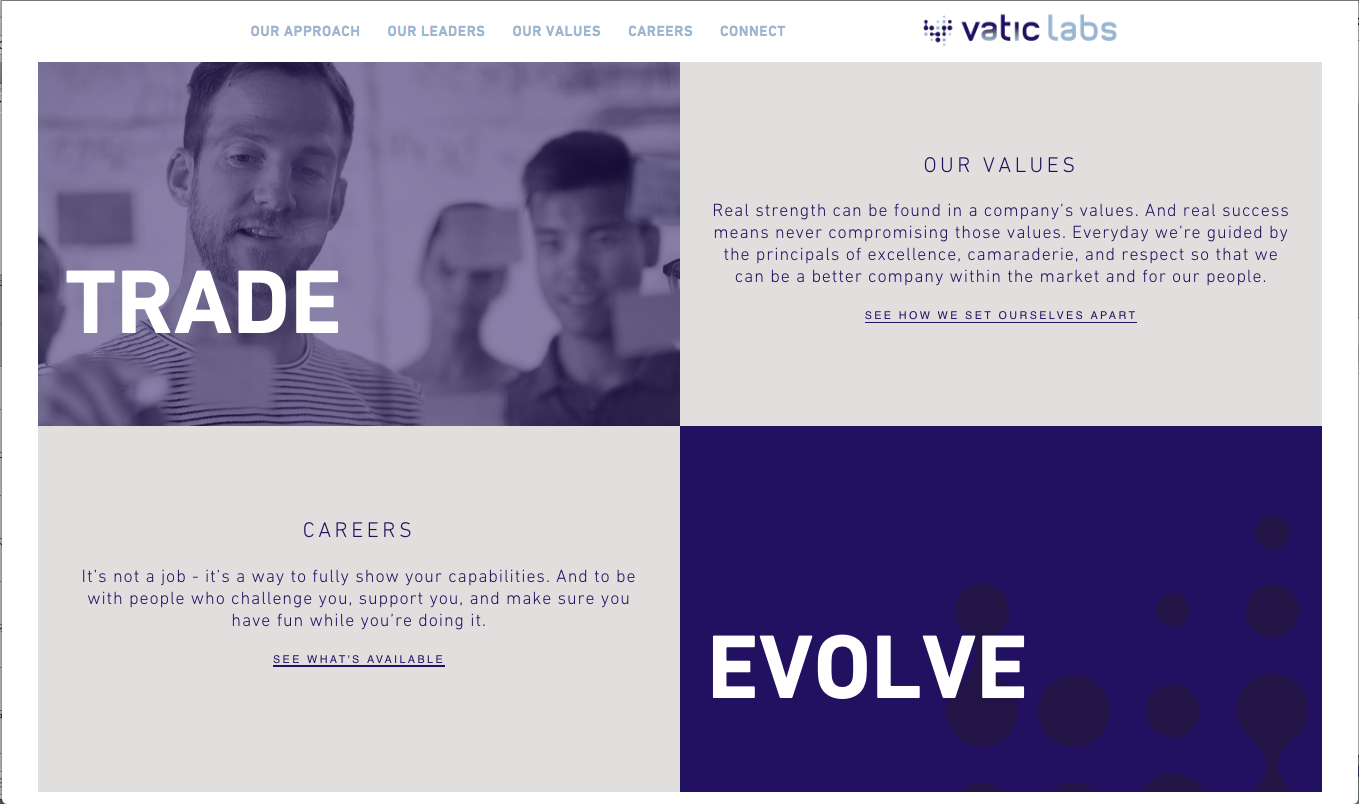 OUR APPROACH OUR LEADERS OUR VALUES CAREERS CONNECT
vatic labs
TRADE
OUR VALUES
Real strength can be found in a company's values. And real success
means never compromising those values. Everyday we're guided by
the principals of excellence, camaraderie, and respect so that we
can be a better company within the market and for our people.
SEE HOW WE SET OURSELVES APART
CAREERS
It's not a job - it's a way to fully show your capabilities. And to be
with people who challenge you, support you, and make sure you
have fun while you're doing it.
SEE WHAT'S AVAILABLE
EVOLVE